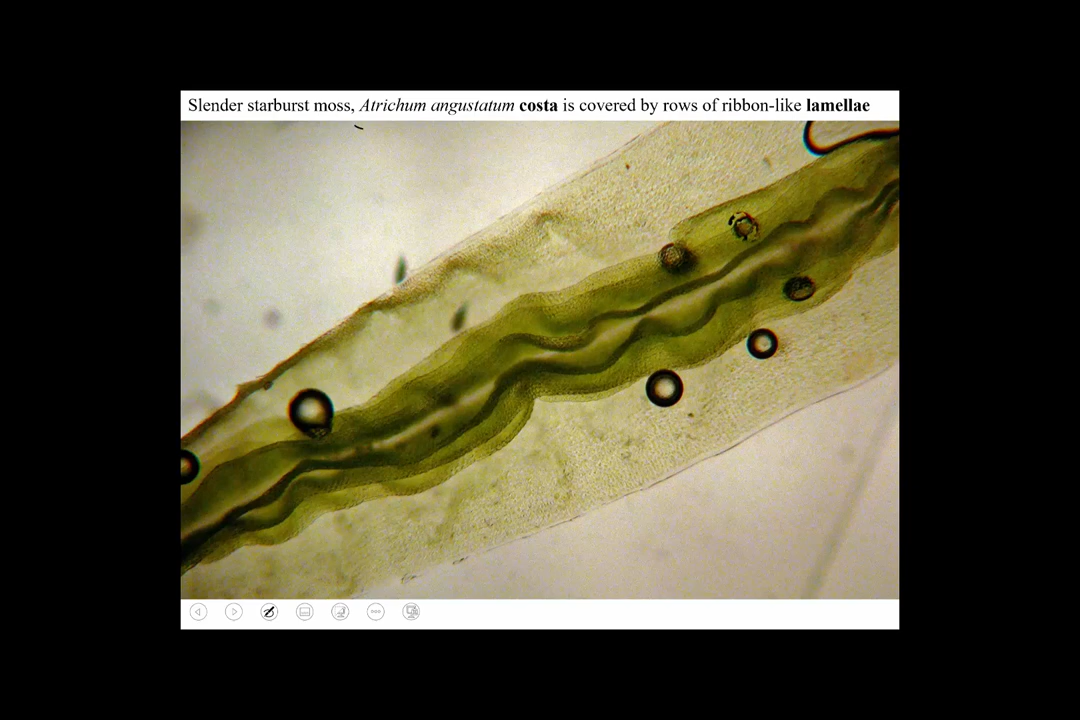 Slender starburst moss, Atrichum angustatum costa is covered by rows of ribbon-like lamellae